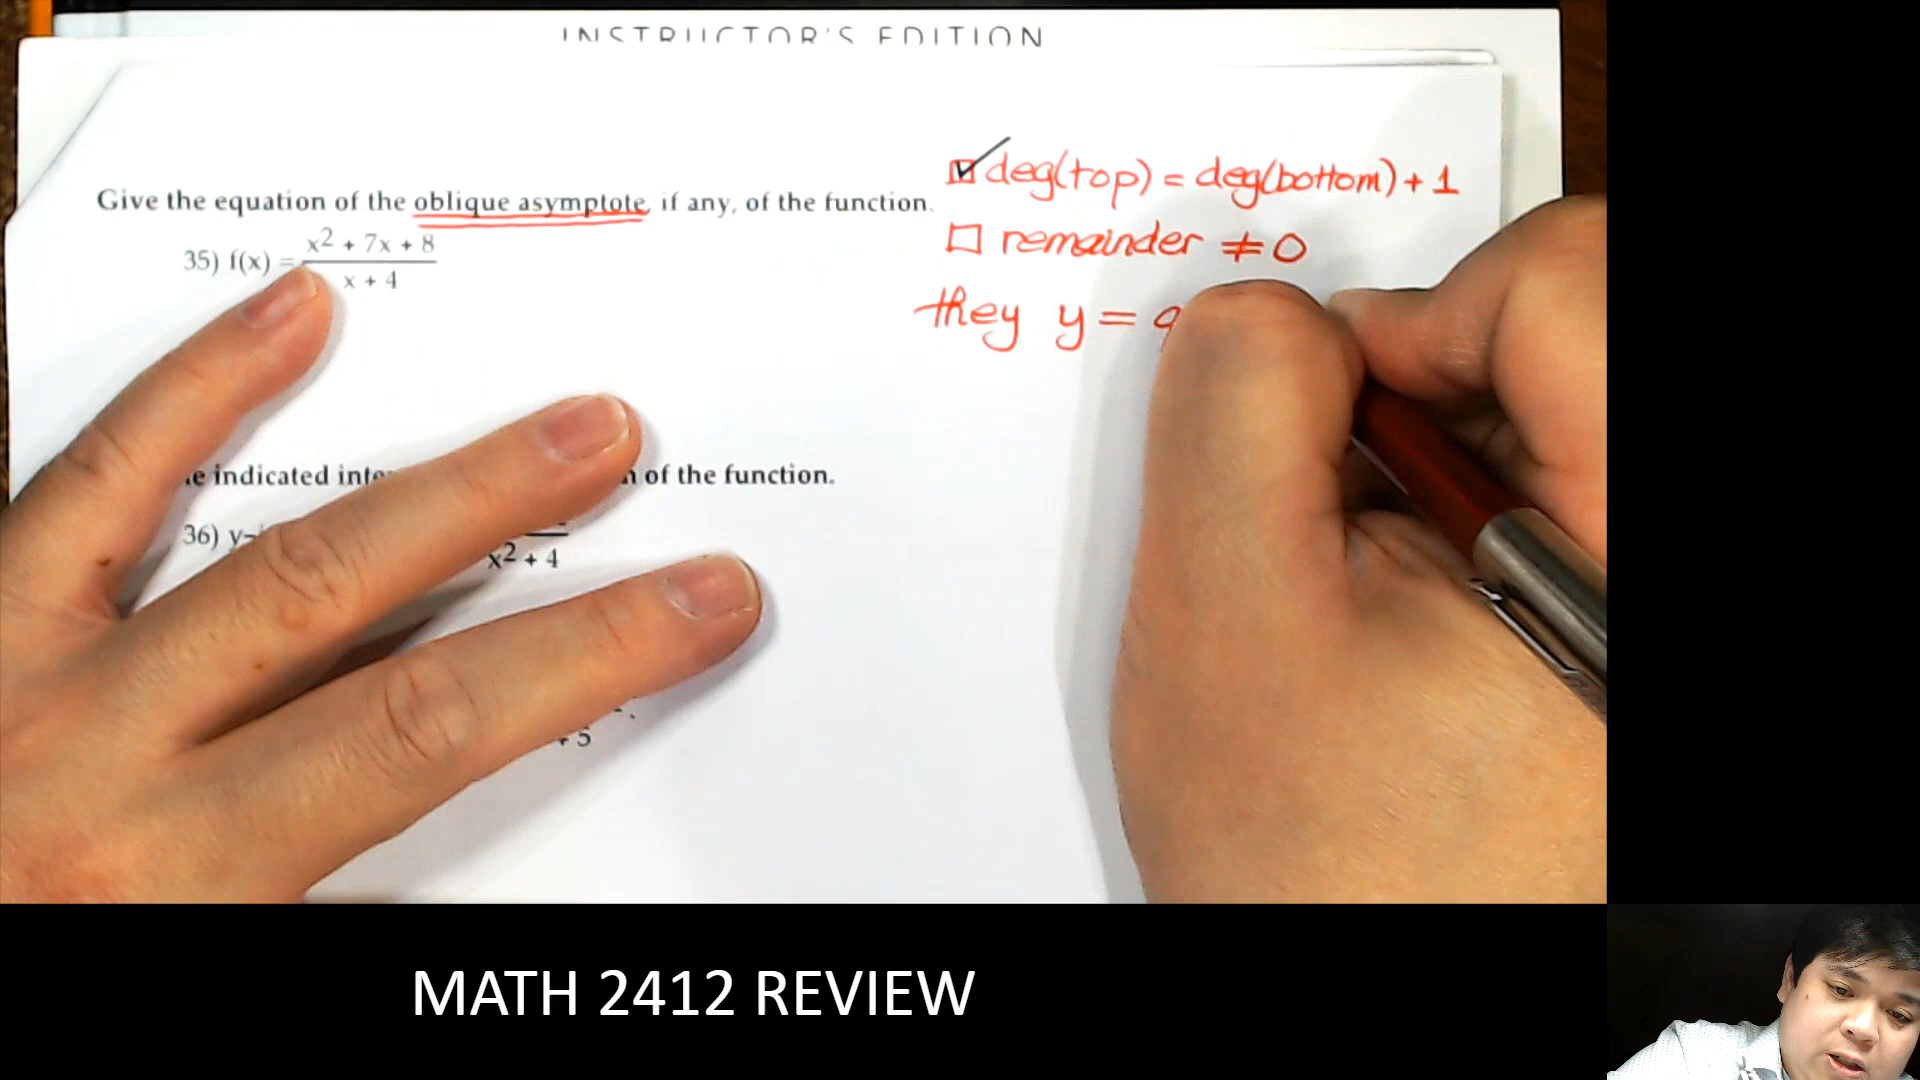 INSTRUCTOR'S EDITION
deg(top) = deg(bottom) + 1
Give the equation of the oblique asymptote, if any, of the function.
remainder ≠ 0
35) f(x) = x² + 7x + 8 / x + 4
they y =
indicated of the function.
36) y-
x² + 4
+ 5
MATH 2412 REVIEW